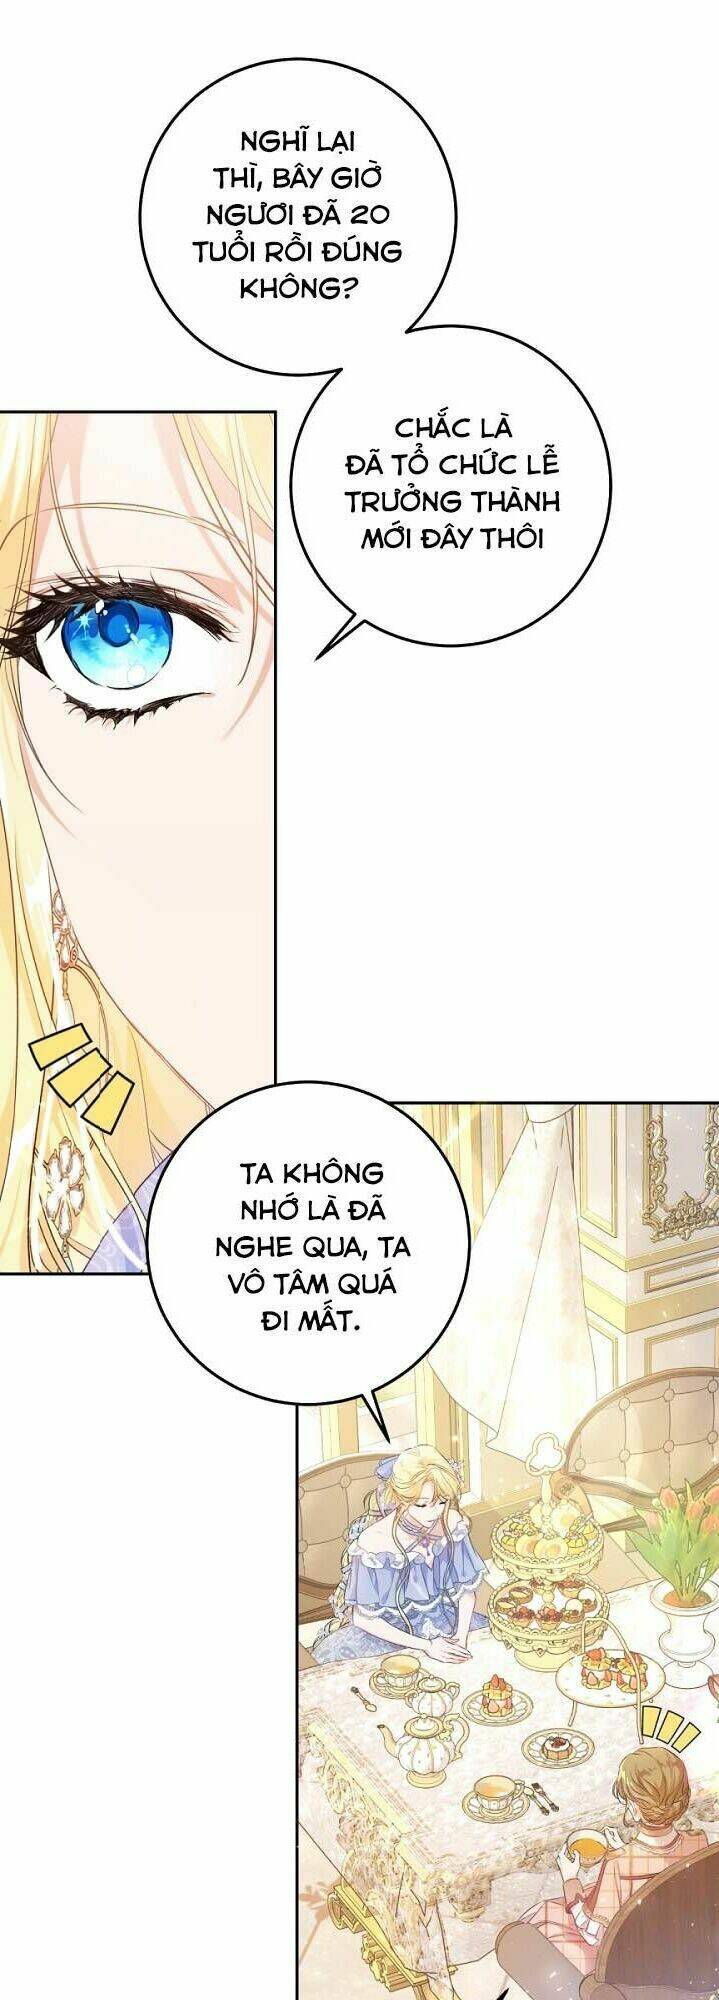 NGHĨ LẠI
THÌ, BÂY GIỜ
NGƯƠI ĐÃ 20
TUỔI RỒI ĐÚNG
KHÔNG?
CHẮC LÀ
ĐÃ TỔ CHỨC LỄ
TRƯỞNG THÀNH
MỚI ĐÂY THÔI
TA KHÔNG
NHỚ LÀ ĐÃ
NGHE QUA, TA
VÔ TÂM QUÁ
ĐI MẤT.